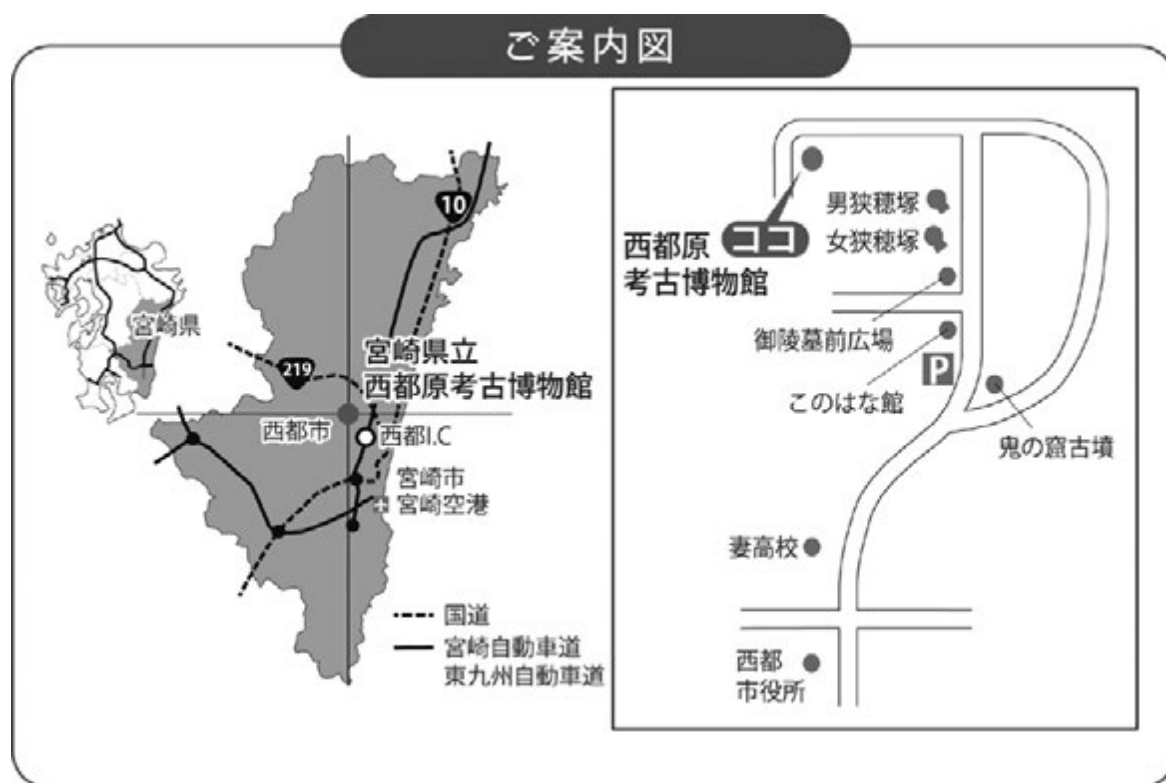 ご案内図
10
宮崎県
219
宮崎県立
西都原考古博物館
西都市
西都I.C
宮崎市
宮崎空港
国道
宮崎自動車道
東九州自動車道
男狭穂塚
女狭穂塚
ココ
西都原
考古博物館
御陵墓前広場
P
このはな館
鬼の窟古墳
妻高校
西都
市役所